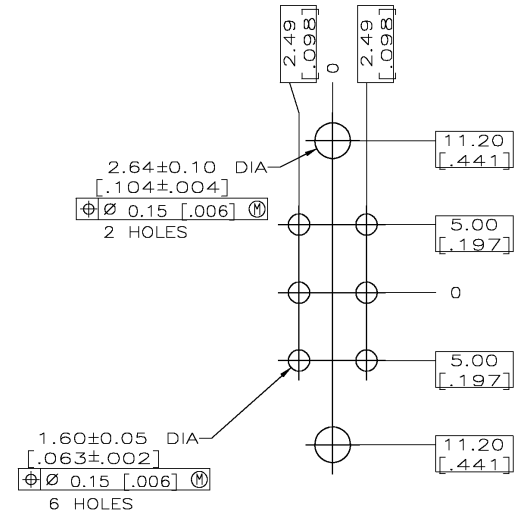 2.49
[.098]
0
2.49
[.098]
11.20
[.441]
2.64±0.10 DIA
[.104±.004]
⌖ Ø 0.15 [.006] Ⓜ
2 HOLES
5.00
[.197]
0
5.00
[.197]
1.60±0.05 DIA
[.063±.002]
⌖ Ø 0.15 [.006] Ⓜ
6 HOLES
11.20
[.441]